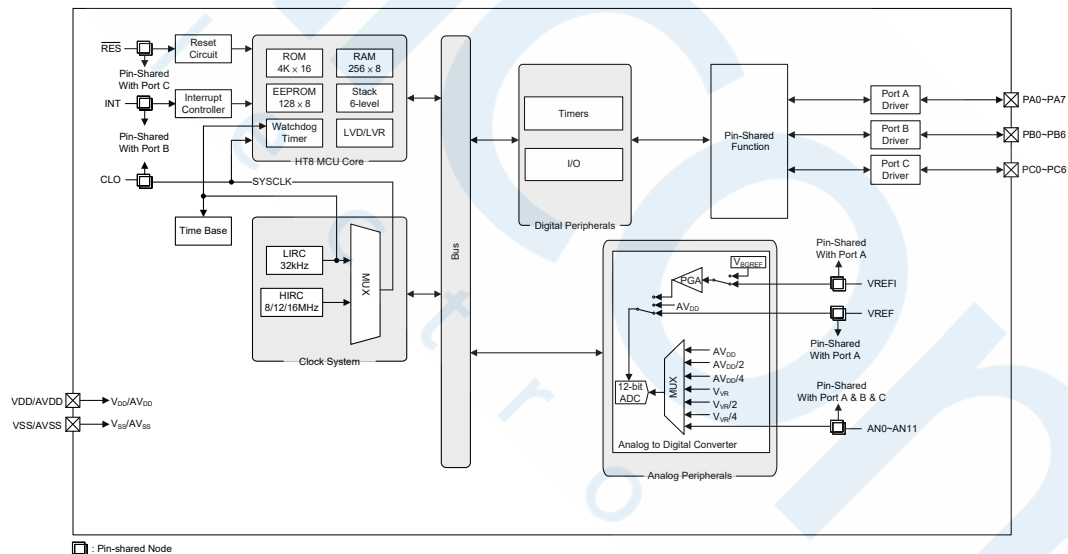 RES
Reset
Circuit
Pin-Shared
With Port C
INT
Interrupt
Controller
Pin-Shared
With Port B
CLO
SYSCLK
Time Base
ROM
4K × 16
RAM
256 × 8
EEPROM
128 × 8
Stack
6-level
Watchdog
Timer
LVD/LVR
HT8 MCU Core
LIRC
32kHz
HIRC
8/12/16MHz
MUX
Clock System
Bus
Timers
I/O
Digital Peripherals
Pin-Shared
Function
Port A
Driver
Port B
Driver
Port C
Driver
PA0~PA7
PB0~PB6
PC0~PC6
VBGREF
PGA
AVDD
12-bit
ADC
MUX
AVDD
AVDD/2
AVDD/4
VVR
VVR/2
VVR/4
Analog to Digital Converter
Analog Peripherals
Pin-Shared
With Port A
VREFI
VREF
Pin-Shared
With Port A
Pin-Shared
With Port A & B & C
AN0~AN11
VDD/AVDD
VDD/AVDD
VSS/AVSS
VSS/AVSS
: Pin-shared Node